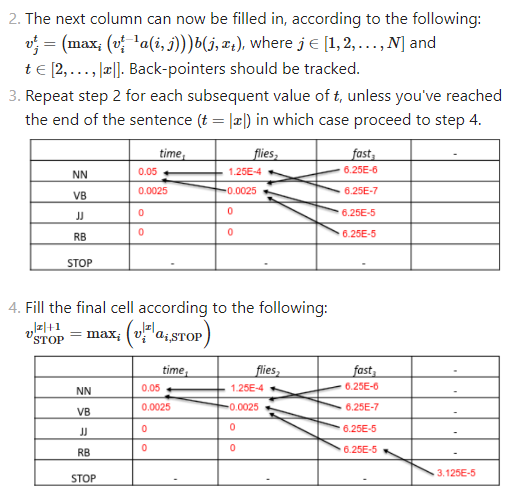 2. The next column can now be filled in, according to the following:
v_j^t = (max_i (v_i^{t-1}a(i, j)))b(j, x_t), where j ∈ [1, 2, ..., N] and
t ∈ [2, ..., |x|]. Back-pointers should be tracked.
3. Repeat step 2 for each subsequent value of t, unless you've reached
the end of the sentence (t = |x|) in which case proceed to step 4.
time₁ flies₂ fast₃ -
NN 0.05 1.25E-4 6.25E-6
VB 0.0025 0.0025 6.25E-7
JJ 0 0 6.25E-5
RB 0 0 6.25E-5
STOP - - -
4. Fill the final cell according to the following:
v_STOP^{|x|+1} = max_i (v_i^{|x|}a_{i,STOP})
time₁ flies₂ fast₃ -
NN 0.05 1.25E-4 6.25E-6 -
VB 0.0025 0.0025 6.25E-7 -
JJ 0 0 6.25E-5 -
RB 0 0 6.25E-5 -
STOP - - - 3.125E-5